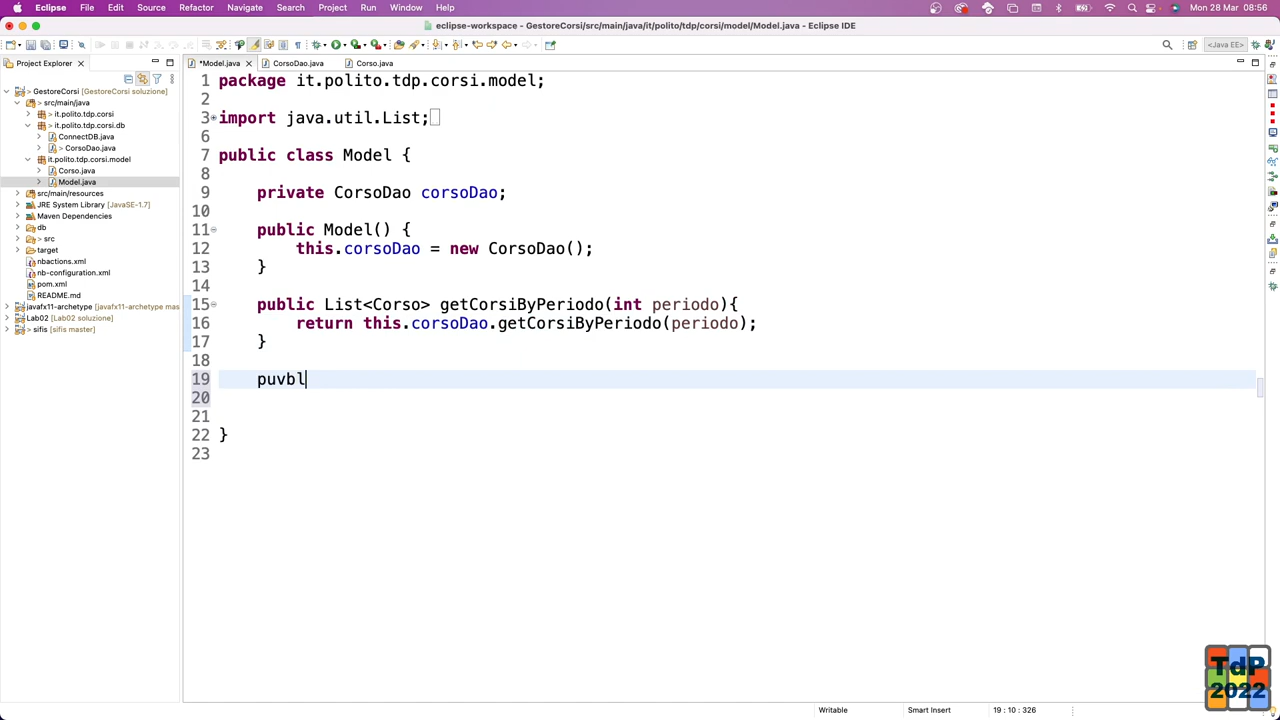 Eclipse File Edit Source Refactor Navigate Search Project Run Window Help Mon 28 Mar 08:56
eclipse-workspace - GestoreCorsi/src/main/java/it/polito/tdp/corsi/model/Model.java - Eclipse IDE
<Java EE>
Project Explorer
*Model.java CorsoDao.java Corso.java
> GestoreCorsi [GestoreCorsi soluzione]
> src/main/java
> it.polito.tdp.corsi
> it.polito.tdp.corsi.db
ConnectDB.java
> CorsoDao.java
it.polito.tdp.corsi.model
Corso.java
Model.java
src/main/resources
JRE System Library [JavaSE-1.7]
Maven Dependencies
db
> src
target
nbactions.xml
nb-configuration.xml
pom.xml
README.md
> javafx11-archetype [javafx11-archetype mas
Lab02 [Lab02 soluzione]
> sifis [sifis master]
1 package it.polito.tdp.corsi.model;
2
3 import java.util.List;
6
7 public class Model {
8
9 private CorsoDao corsoDao;
10
11 public Model() {
12 this.corsoDao = new CorsoDao();
13 }
14
15 public List<Corso> getCorsiByPeriodo(int periodo){
16 return this.corsoDao.getCorsiByPeriodo(periodo);
17 }
18
19 puvbl
20
21
22 }
23
Writable Smart Insert 19 : 10 : 326
TdP
2022